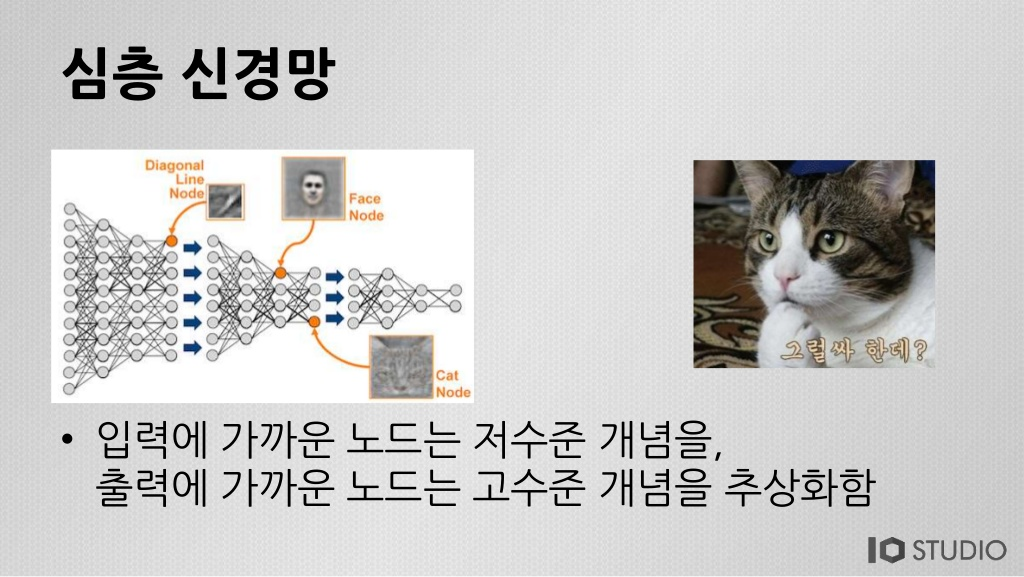 심층 신경망
Diagonal
Line
Node
Face
Node
Cat
Node
그럴싸 한데?
• 입력에 가까운 노드는 저수준 개념을,
출력에 가까운 노드는 고수준 개념을 추상화함
IO STUDIO